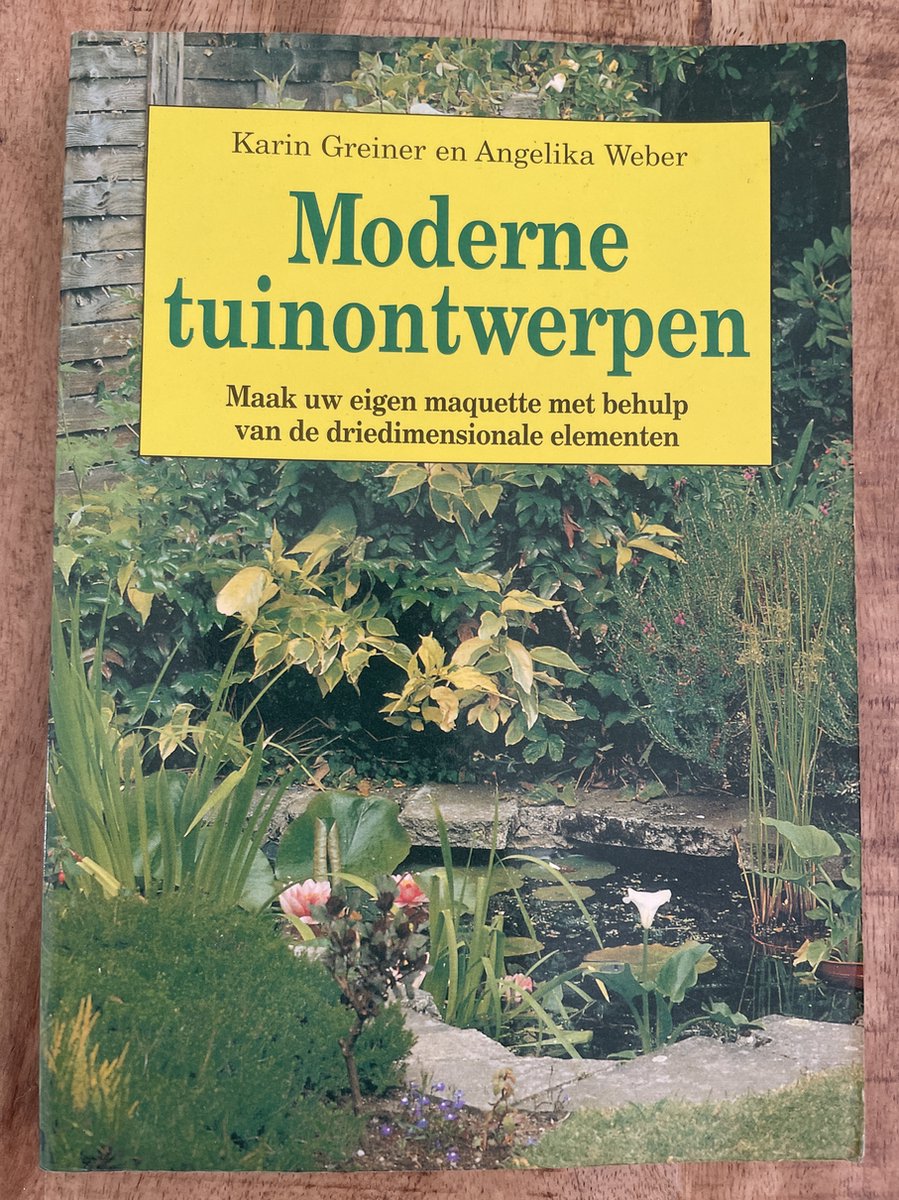 Karin Greiner en Angelika Weber
Moderne
tuinontwerpen
Maak uw eigen maquette met behulp
van de driedimensionale elementen